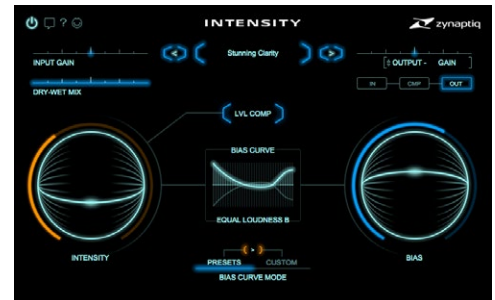 INTENSITY
zynaptiq
?
<
Stunning Clarity
>
INPUT GAIN
OUTPUT - GAIN
DRY-WET MIX
IN
CMP
OUT
LVL COMP
BIAS CURVE
EQUAL LOUDNESS B
INTENSITY
BIAS
>
PRESETS
CUSTOM
BIAS CURVE MODE